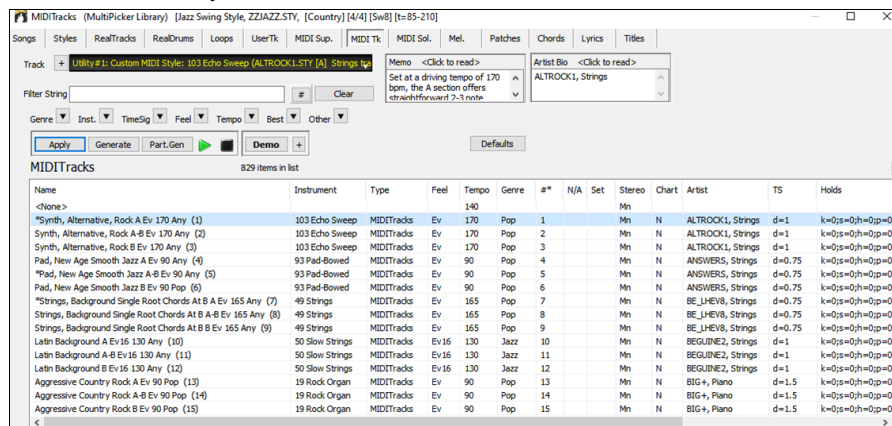 MIDITracks (MultiPicker Library) [Jazz Swing Style, ZZJAZZ.STY, [Country] [4/4] [Sw8] [t=85-210]
Songs Styles RealTracks RealDrums Loops UserTk MIDI Sup. MIDI Tk MIDI Sol. Mel. Patches Chords Lyrics Titles
Track + Utility#1: Custom MIDI Style: 103 Echo Sweep (ALTROCK1.STY [A] Strings tra
Memo <Click to read> Artist Bio <Click to read>
Set at a driving tempo of 170
bpm, the A section offers
straightforward 2-3 note
ALTROCK1, Strings
Filter String # Clear
Genre Inst. TimeSig Feel Tempo Best Other
Apply Generate Part.Gen Demo + Defaults
MIDITracks 829 items in list
Name Instrument Type Feel Tempo Genre #* N/A Set Stereo Chart Artist TS Holds
<None> 140 Mn
*Synth, Alternative, Rock A Ev 170 Any (1) 103 Echo Sweep MIDITracks Ev 170 Pop 1 Mn N ALTROCK1, Strings d=1 k=0;s=0;h=0;p=0
Synth, Alternative, Rock A-B Ev 170 Any (2) 103 Echo Sweep MIDITracks Ev 170 Pop 2 Mn N ALTROCK1, Strings d=1 k=0;s=0;h=0;p=0
Synth, Alternative, Rock B Ev 170 Any (3) 103 Echo Sweep MIDITracks Ev 170 Pop 3 Mn N ALTROCK1, Strings d=1 k=0;s=0;h=0;p=0
Pad, New Age Smooth Jazz A Ev 90 Any (4) 93 Pad-Bowed MIDITracks Ev 90 Pop 4 Mn N ANSWERS, Strings d=0.75 k=0;s=0;h=0;p=0
*Pad, New Age Smooth Jazz A-B Ev 90 Any (5) 93 Pad-Bowed MIDITracks Ev 90 Pop 5 Mn N ANSWERS, Strings d=0.75 k=0;s=0;h=0;p=0
Pad, New Age Smooth Jazz B Ev 90 Pop (6) 93 Pad-Bowed MIDITracks Ev 90 Pop 6 Mn N ANSWERS, Strings d=0.75 k=0;s=0;h=0;p=0
*Strings, Background Single Root Chords At B A Ev 165 Any (7) 49 Strings MIDITracks Ev 165 Pop 7 Mn N BE_LHEV8, Strings d=0.75 k=0;s=0;h=0;p=0
Strings, Background Single Root Chords At B A-B Ev 165 Any (8) 49 Strings MIDITracks Ev 165 Pop 8 Mn N BE_LHEV8, Strings d=0.75 k=0;s=0;h=0;p=0
Strings, Background Single Root Chords At B B Ev 165 Any (9) 49 Strings MIDITracks Ev 165 Pop 9 Mn N BE_LHEV8, Strings d=0.75 k=0;s=0;h=0;p=0
Latin Background A Ev16 130 Any (10) 50 Slow Strings MIDITracks Ev16 130 Jazz 10 Mn N BEGUINE2, Strings d=1 k=0;s=0;h=0;p=0
Latin Background A-B Ev16 130 Any (11) 50 Slow Strings MIDITracks Ev16 130 Jazz 11 Mn N BEGUINE2, Strings d=1 k=0;s=0;h=0;p=0
Latin Background B Ev16 130 Any (12) 50 Slow Strings MIDITracks Ev16 130 Jazz 12 Mn N BEGUINE2, Strings d=1 k=0;s=0;h=0;p=0
Aggressive Country Rock A Ev 90 Pop (13) 19 Rock Organ MIDITracks Ev 90 Pop 13 Mn N BIG+, Piano d=1.5 k=0;s=0;h=0;p=0
Aggressive Country Rock A-B Ev 90 Pop (14) 19 Rock Organ MIDITracks Ev 90 Pop 14 Mn N BIG+, Piano d=1.5 k=0;s=0;h=0;p=0
Aggressive Country Rock B Ev 90 Pop (15) 19 Rock Organ MIDITracks Ev 90 Pop 15 Mn N BIG+, Piano d=1.5 k=0;s=0;h=0;p=0